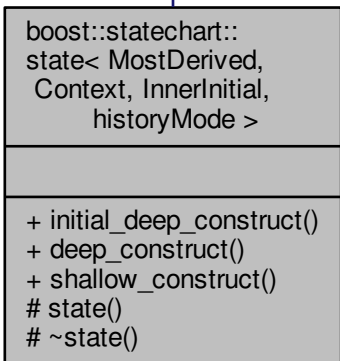 boost::statechart::
state< MostDerived,
Context, InnerInitial,
historyMode >
+ initial_deep_construct()
+ deep_construct()
+ shallow_construct()
# state()
# ~state()